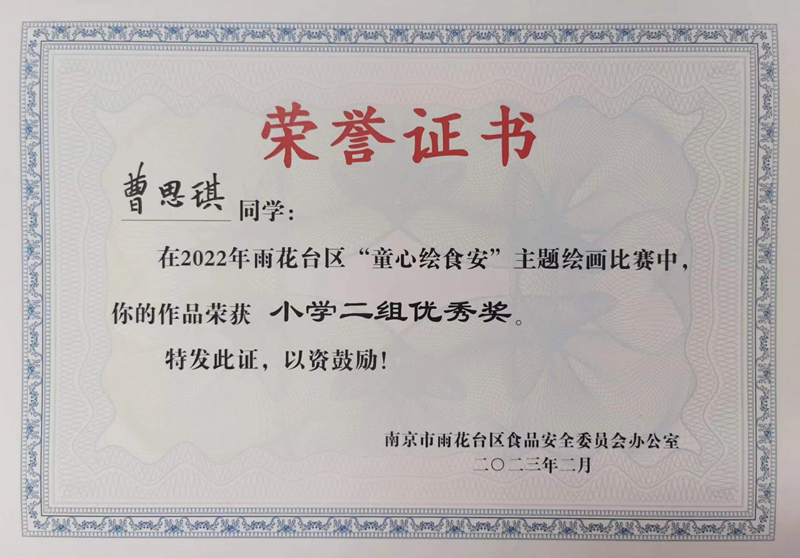 荣誉证书
曹思琪 同学：
在2022年雨花台区“童心绘食安”主题绘画比赛中，
你的作品荣获 小学二组优秀奖。
特发此证，以资鼓励！
南京市雨花台区食品安全委员会办公室
二〇二三年二月